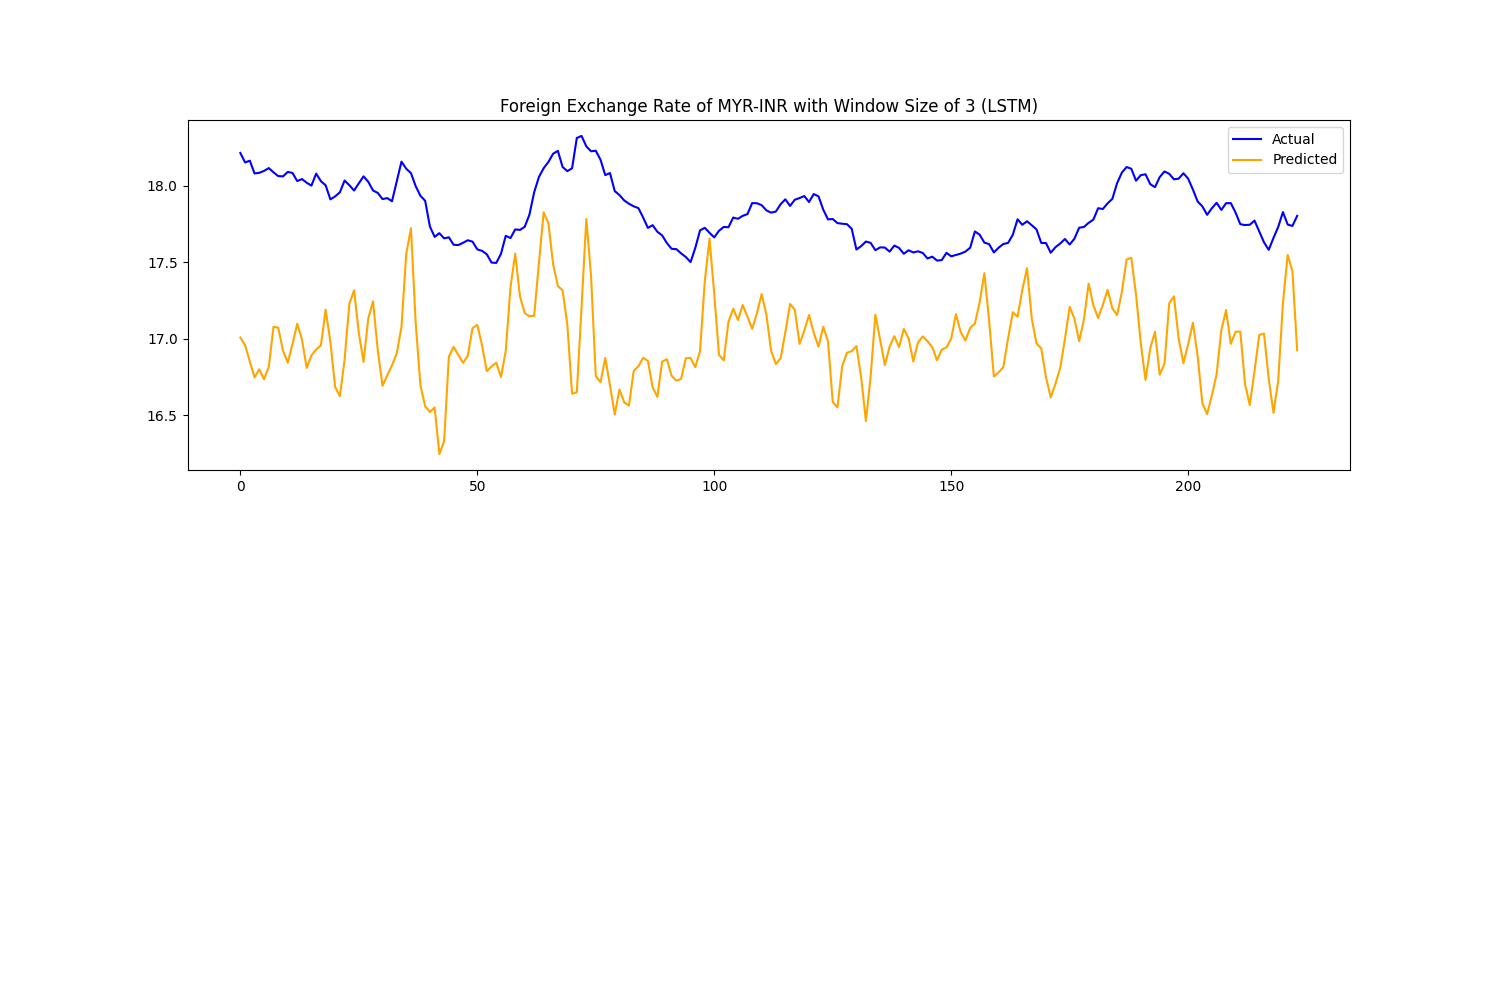 Foreign Exchange Rate of MYR-INR with Window Size of 3 (LSTM)
Actual
Predicted
18.0
17.5
17.0
16.5
0 50 100 150 200